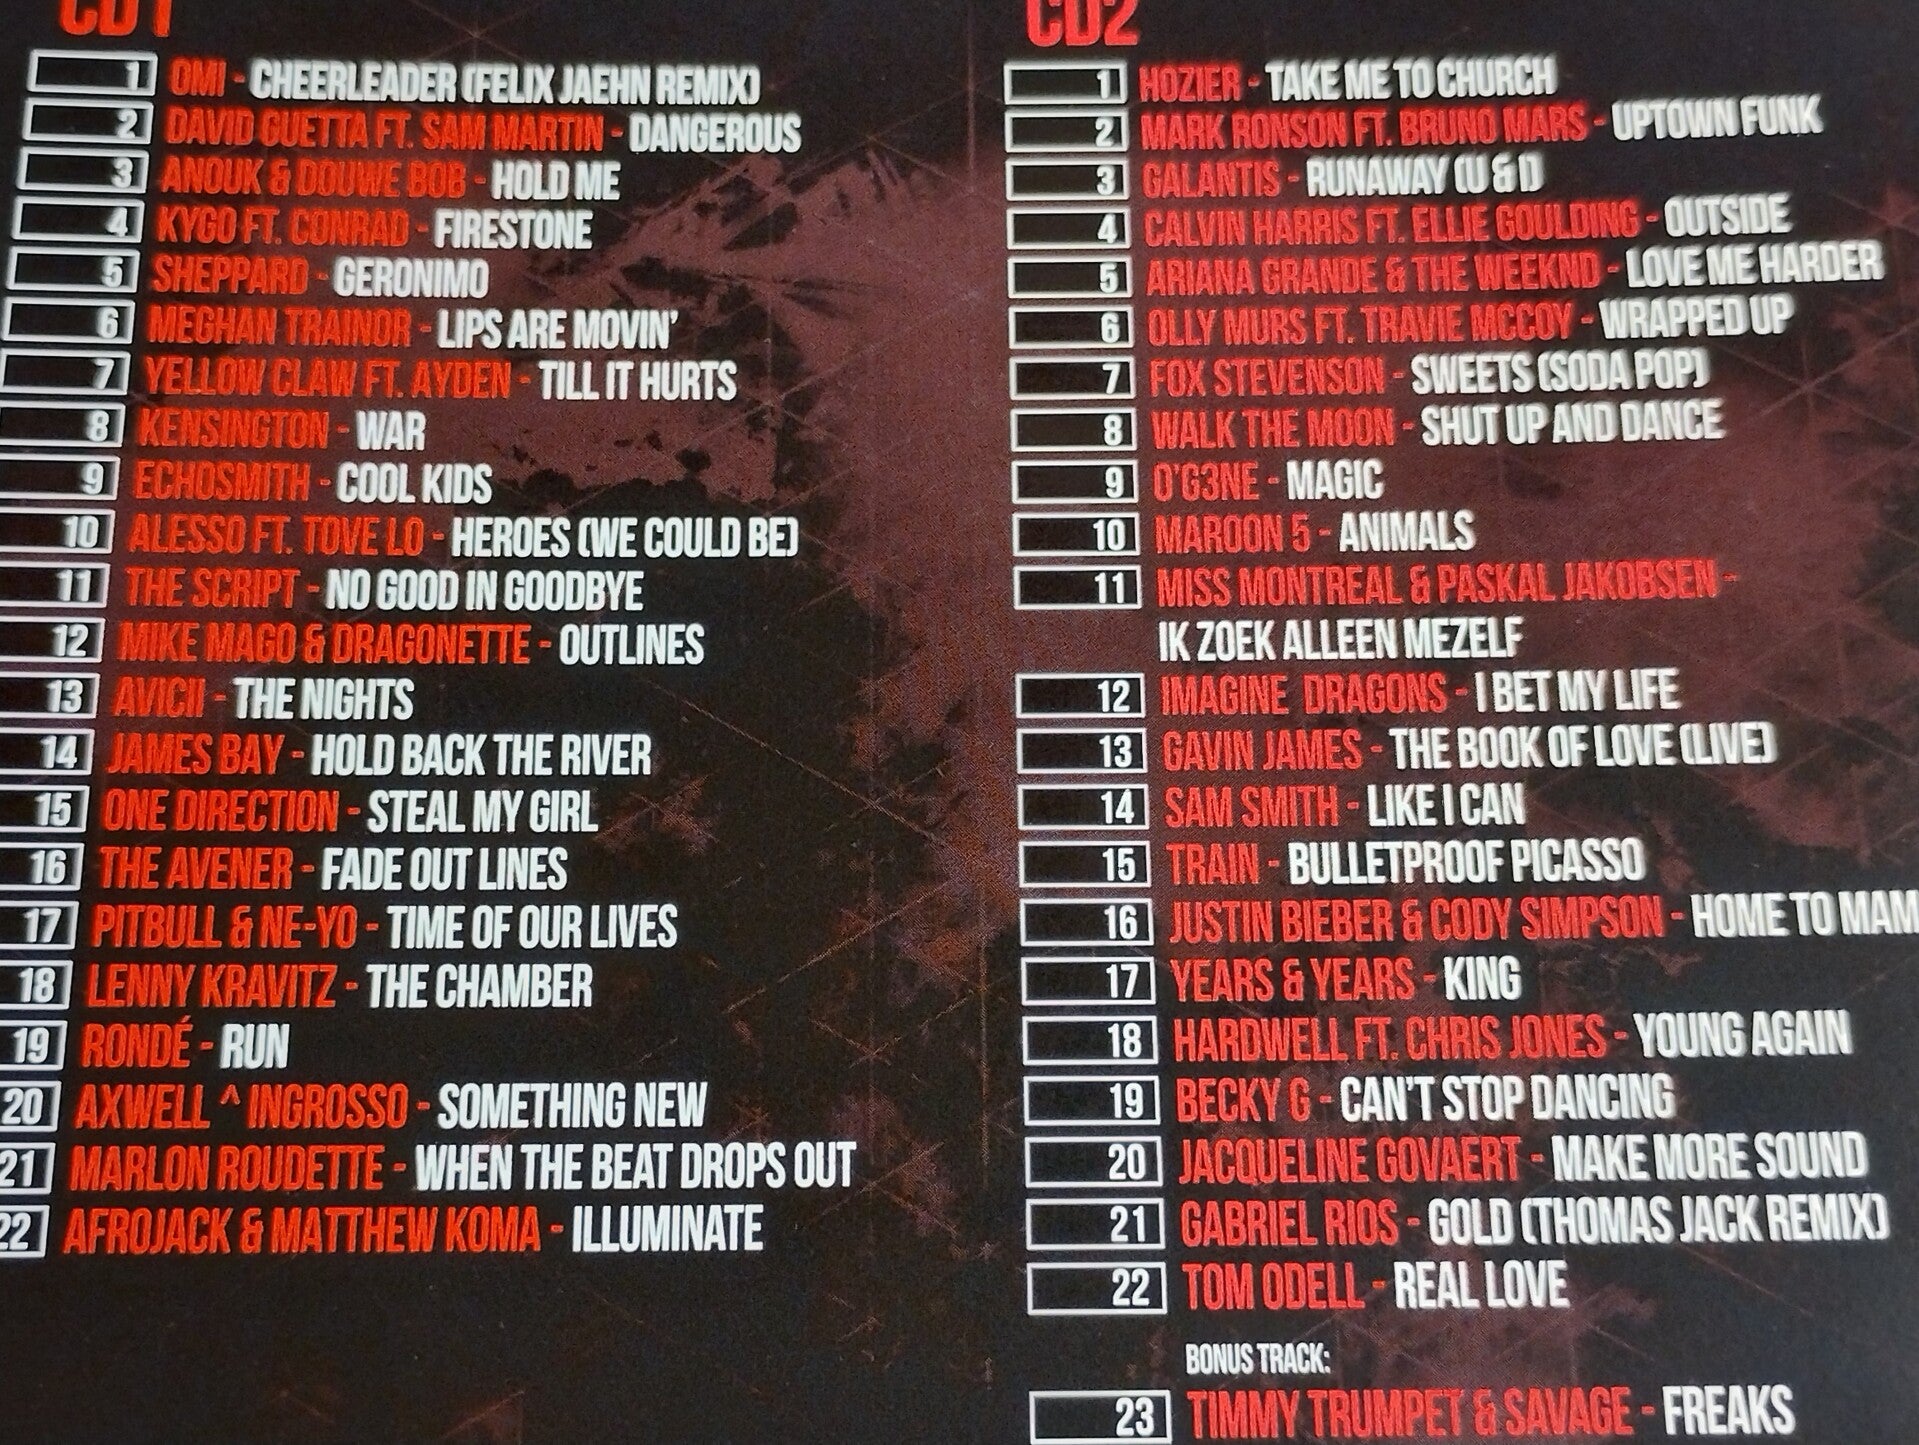 CD1
1 OMI - CHEERLEADER (FELIX JAEHN REMIX)
2 DAVID GUETTA FT. SAM MARTIN - DANGEROUS
3 ANOUK & DOUWE BOB - HOLD ME
4 KYGO FT. CONRAD - FIRESTONE
5 SHEPPARD - GERONIMO
6 MEGHAN TRAINOR - LIPS ARE MOVIN'
7 YELLOW CLAW FT. AYDEN - TILL IT HURTS
8 KENSINGTON - WAR
9 ECHOSMITH - COOL KIDS
10 ALESSO FT. TOVE LO - HEROES (WE COULD BE)
11 THE SCRIPT - NO GOOD IN GOODBYE
12 MIKE MAGO & DRAGONETTE - OUTLINES
13 AVICII - THE NIGHTS
14 JAMES BAY - HOLD BACK THE RIVER
15 ONE DIRECTION - STEAL MY GIRL
16 THE AVENER - FADE OUT LINES
17 PITBULL & NE-YO - TIME OF OUR LIVES
18 LENNY KRAVITZ - THE CHAMBER
19 RONDÉ - RUN
20 AXWELL ^ INGROSSO - SOMETHING NEW
21 MARLON ROUDETTE - WHEN THE BEAT DROPS OUT
22 AFROJACK & MATTHEW KOMA - ILLUMINATE
CD2
1 HOZIER - TAKE ME TO CHURCH
2 MARK RONSON FT. BRUNO MARS - UPTOWN FUNK
3 GALANTIS - RUNAWAY (U & I)
4 CALVIN HARRIS FT. ELLIE GOULDING - OUTSIDE
5 ARIANA GRANDE & THE WEEKND - LOVE ME HARDER
6 OLLY MURS FT. TRAVIE MCCOY - WRAPPED UP
7 FOX STEVENSON - SWEETS (SODA POP)
8 WALK THE MOON - SHUT UP AND DANCE
9 O'G3NE - MAGIC
10 MAROON 5 - ANIMALS
11 MISS MONTREAL & PASKAL JAKOBSEN -
IK ZOEK ALLEEN MEZELF
12 IMAGINE DRAGONS - I BET MY LIFE
13 GAVIN JAMES - THE BOOK OF LOVE (LIVE)
14 SAM SMITH - LIKE I CAN
15 TRAIN - BULLETPROOF PICASSO
16 JUSTIN BIEBER & CODY SIMPSON - HOME TO MAM
17 YEARS & YEARS - KING
18 HARDWELL FT. CHRIS JONES - YOUNG AGAIN
19 BECKY G - CAN'T STOP DANCING
20 JACQUELINE GOVAERT - MAKE MORE SOUND
21 GABRIEL RIOS - GOLD (THOMAS JACK REMIX)
22 TOM ODELL - REAL LOVE
BONUS TRACK:
23 TIMMY TRUMPET & SAVAGE - FREAKS